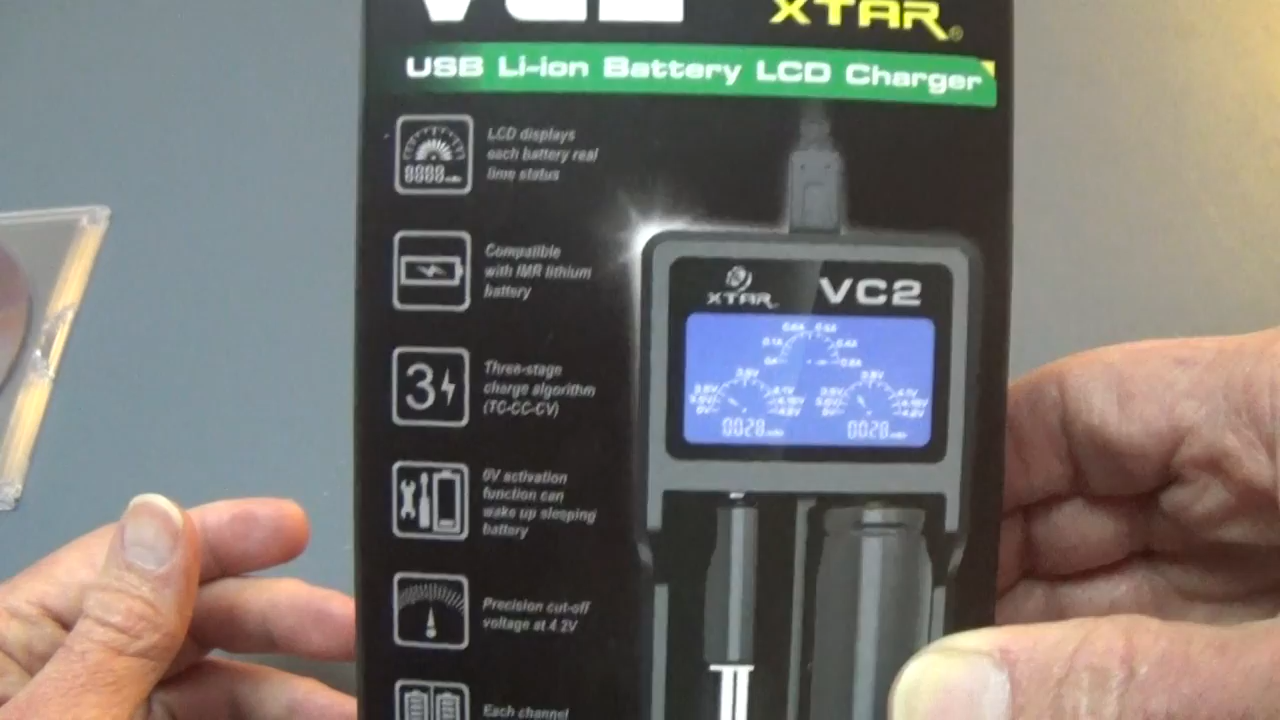 VC2
XTAR®
USB Li-ion Battery LCD Charger
LCD displays
each battery real
time status
Compatible
with IMR lithium
battery
3
Three-stage
charge algorithm
(TC-CC-CV)
0V activation
function can
wake up sleeping
battery
Precision cut-off
voltage at 4.2V
Each channel
XTAR
VC2
0028
0028